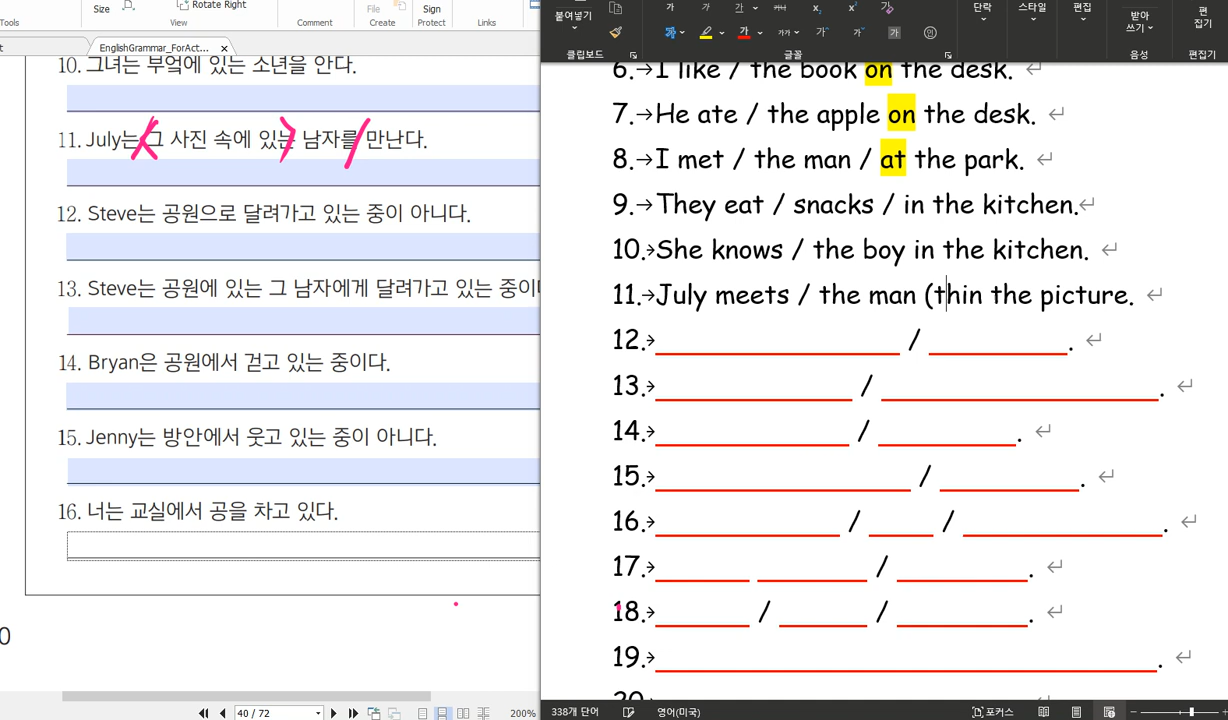 Size
Rotate Right
File
Sign
Tools
View
Comment
Create
Protect
Links
EnglishGrammar_ForAct... ×
10. 그녀는 부엌에 있는 소년을 안다.
11. July는 그 사진 속에 있는 남자를 만난다.
12. Steve는 공원으로 달려가고 있는 중이 아니다.
13. Steve는 공원에 있는 그 남자에게 달려가고 있는 중이
14. Bryan은 공원에서 걷고 있는 중이다.
15. Jenny는 방안에서 웃고 있는 중이 아니다.
16. 너는 교실에서 공을 차고 있다.
40 / 72
200%
붙여넣기
클립보드
글꼴
단락
스타일
편집
받아
쓰기
음성
편
집기
편집기
6.→I like / the book on the desk.
7.→He ate / the apple on the desk.
8.→I met / the man / at the park.
9.→They eat / snacks / in the kitchen.
10.→She knows / the boy in the kitchen.
11.→July meets / the man (thin the picture.
12. / .
13. / .
14. / .
15. / .
16. / / .
17. / .
18. / / .
19. .
338개 단어
영어(미국)
포커스